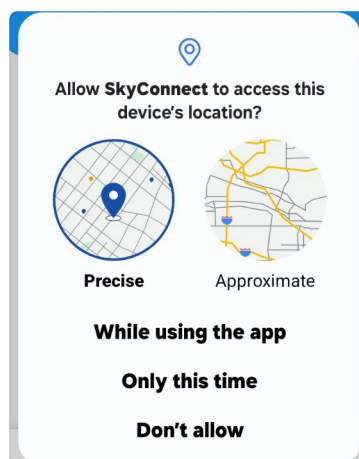 Allow SkyConnect to access this
device's location?
Precise
Approximate
While using the app
Only this time
Don't allow